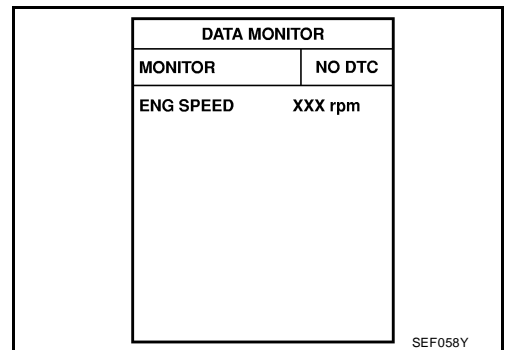 DATA MONITOR
MONITOR NO DTC
ENG SPEED XXX rpm
SEF058Y